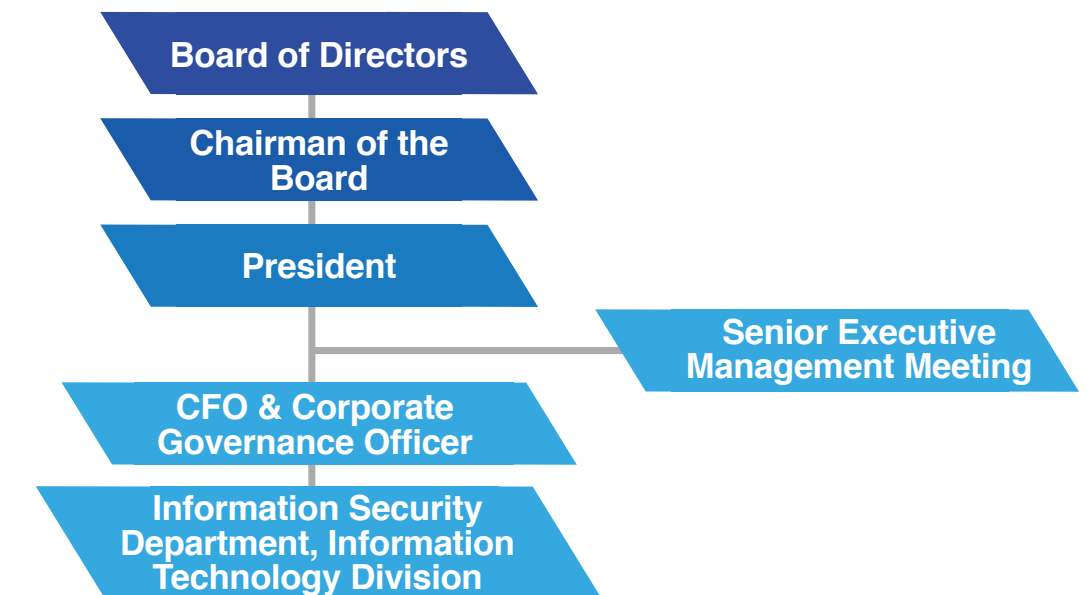 Board of Directors
Chairman of the
Board
President
Senior Executive
Management Meeting
CFO & Corporate
Governance Officer
Information Security
Department, Information
Technology Division